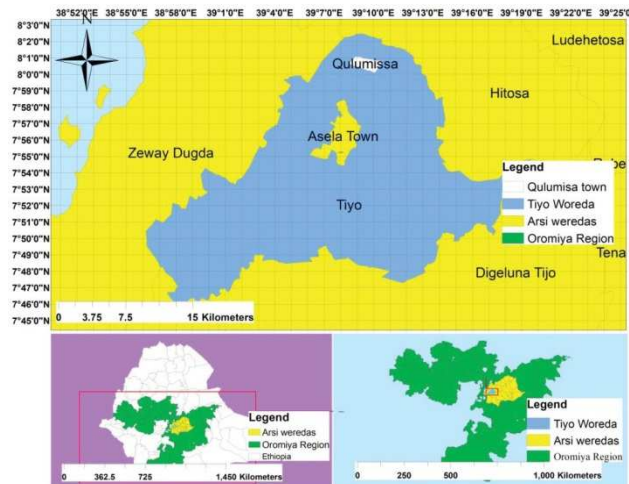 38°52'0"E 38°55'0"E 38°58'0"E 39°1'0"E 39°4'0"E 39°7'0"E 39°10'0"E 39°13'0"E 39°16'0"E 39°19'0"E 39°22'0"E 39°25'0"E
N
8°3'0"N
8°2'0"N
8°1'0"N
8°0'0"N
7°59'0"N
7°58'0"N
7°56'0"N
7°55'0"N
7°54'0"N
7°53'0"N
7°52'0"N
7°51'0"N
7°50'0"N
7°49'0"N
7°48'0"N
7°47'0"N
7°45'0"N
Ludehetosa
Qulumissa
Hitosa
Asela Town
Zeway Dugda
Tiyo
Digeluna Tijo
Tena
Legend
Qulumisa town
Tiyo Woreda
Arsi weredas
Oromiya Region
0 3.75 7.5 15 Kilometers
Legend
Arsi weredas
Oromiya Region
Ethiopia
0 362.5 725 1,450 Kilometers
Legend
Tiyo Woreda
Arsi weredas
Oromiya Region
0 250 500 1,000 Kilometers